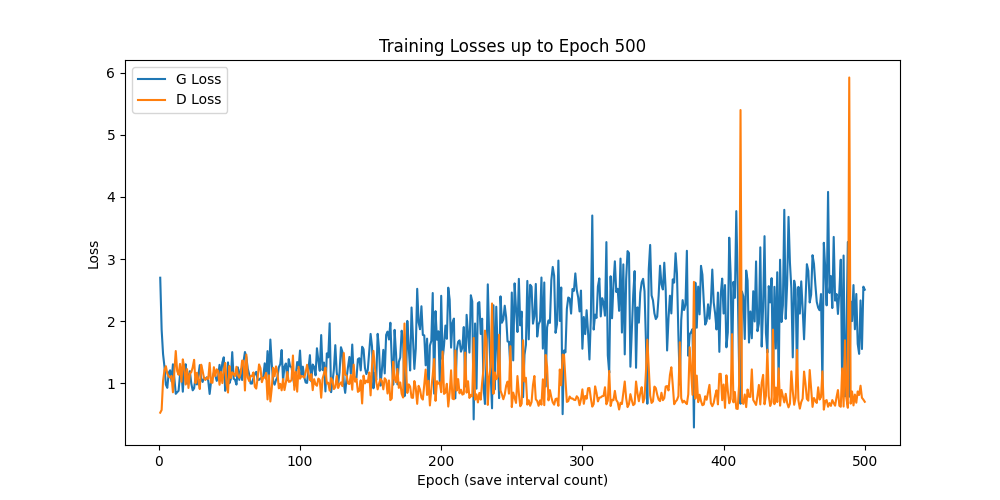 Training Losses up to Epoch 500
G Loss
D Loss
6
5
4
3
2
1
Loss
0 100 200 300 400 500
Epoch (save interval count)